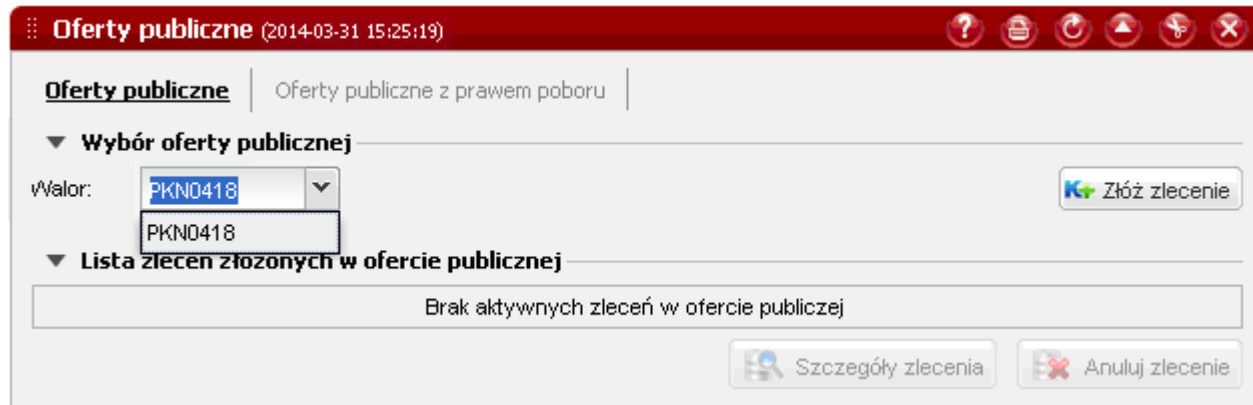 Oferty publiczne (2014-03-31 15:25:19)
Oferty publiczne Oferty publiczne z prawem poboru
Wybór oferty publicznej
Walor: PKN0418 Złóż zlecenie
PKN0418
Lista zleceń złożonych w ofercie publicznej
Brak aktywnych zleceń w ofercie publiczej
Szczegóły zlecenia Anuluj zlecenie